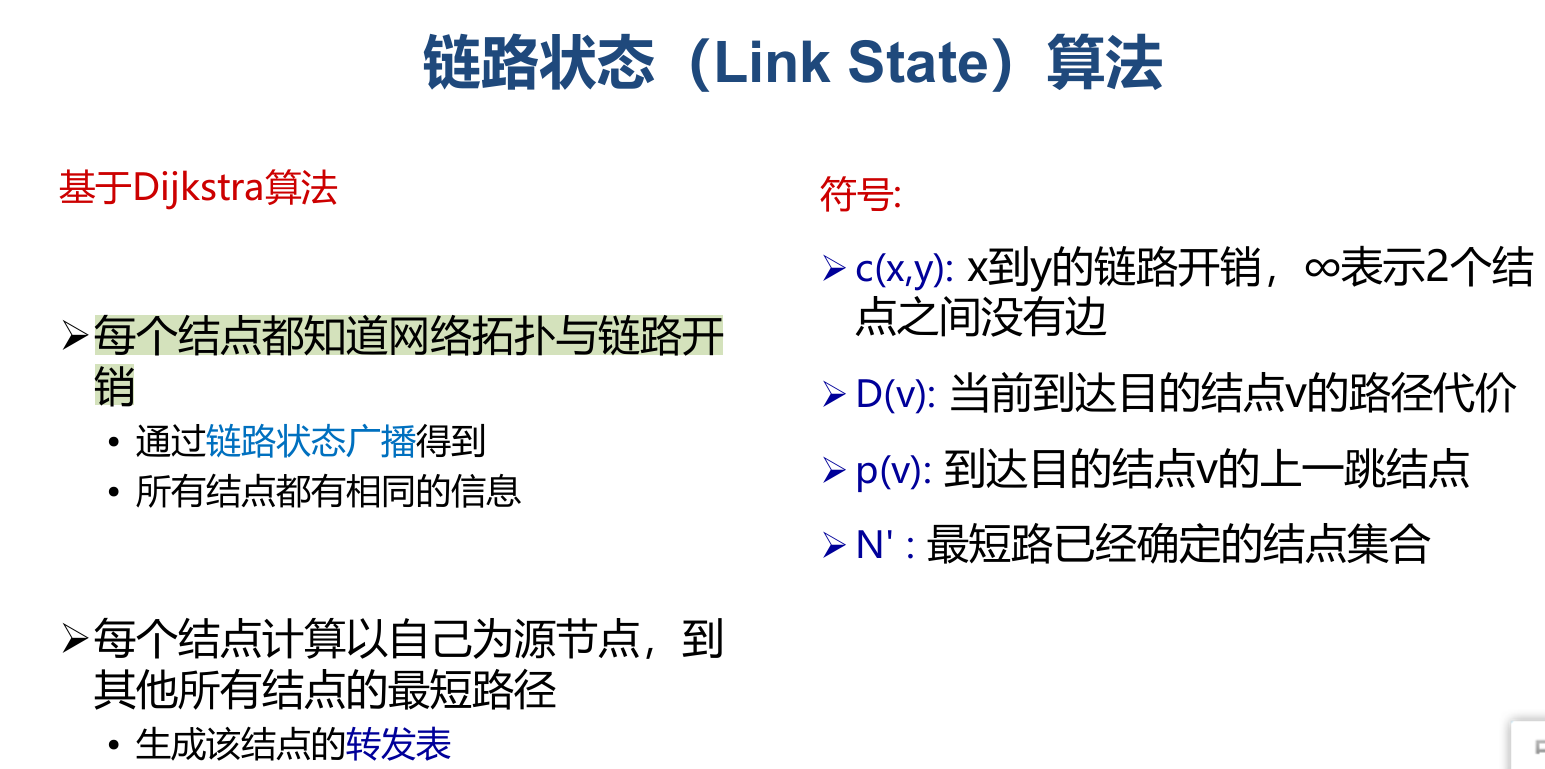 链路状态（Link State）算法
基于Dijkstra算法
每个结点都知道网络拓扑与链路开
销
• 通过链路状态广播得到
• 所有结点都有相同的信息
每个结点计算以自己为源节点，到
其他所有结点的最短路径
• 生成该结点的转发表
符号:
c(x,y): x到y的链路开销，∞表示2个结
点之间没有边
D(v): 当前到达目的结点v的路径代价
p(v): 到达目的结点v的上一跳结点
N' : 最短路已经确定的结点集合